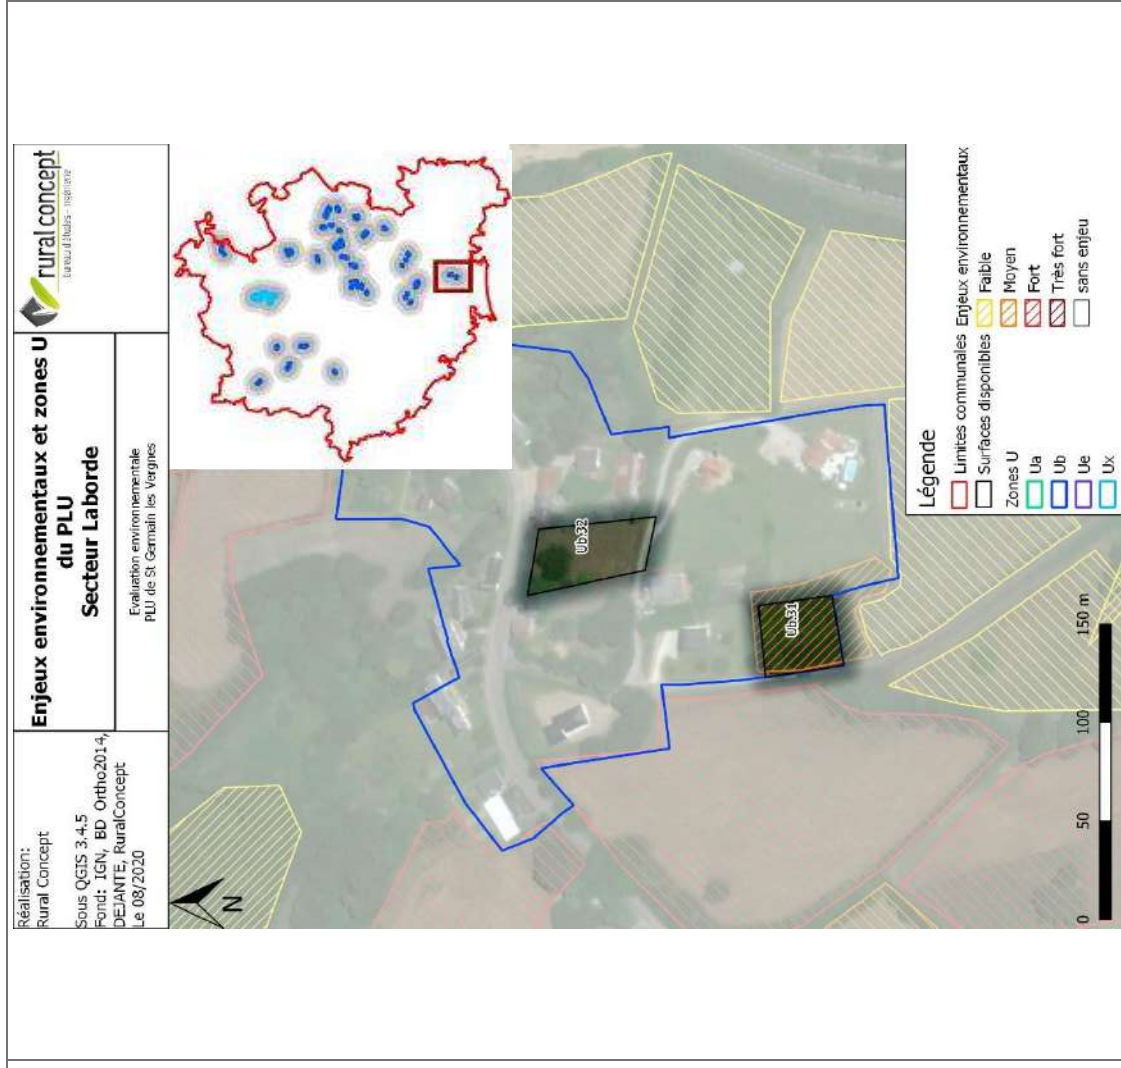 Réalisation:
Rural Concept
Sous QGIS 3.4.5
Fond: IGN, BD Ortho2014,
DEJANTE, RuralConcept
Le 08/2020
Enjeux environnementaux et zones U
du PLU
Secteur Laborde
Evaluation environnementale
PLU de St Germain les Vergnes
rural concept
bureau d'études - ingénierie
N
Ub.32
Ub.31
Légende
Limites communales
Surfaces disponibles
Zones U
Ua
Ub
Ue
Ux
Enjeux environnementaux
Faible
Moyen
Fort
Très fort
sans enjeu
0 50 100 150 m